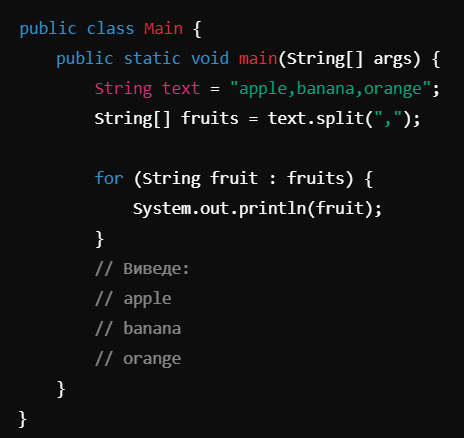 public class Main {
    public static void main(String[] args) {
        String text = "apple,banana,orange";
        String[] fruits = text.split(",");

        for (String fruit : fruits) {
            System.out.println(fruit);
        }
        // Виведе:
        // apple
        // banana
        // orange
    }
}